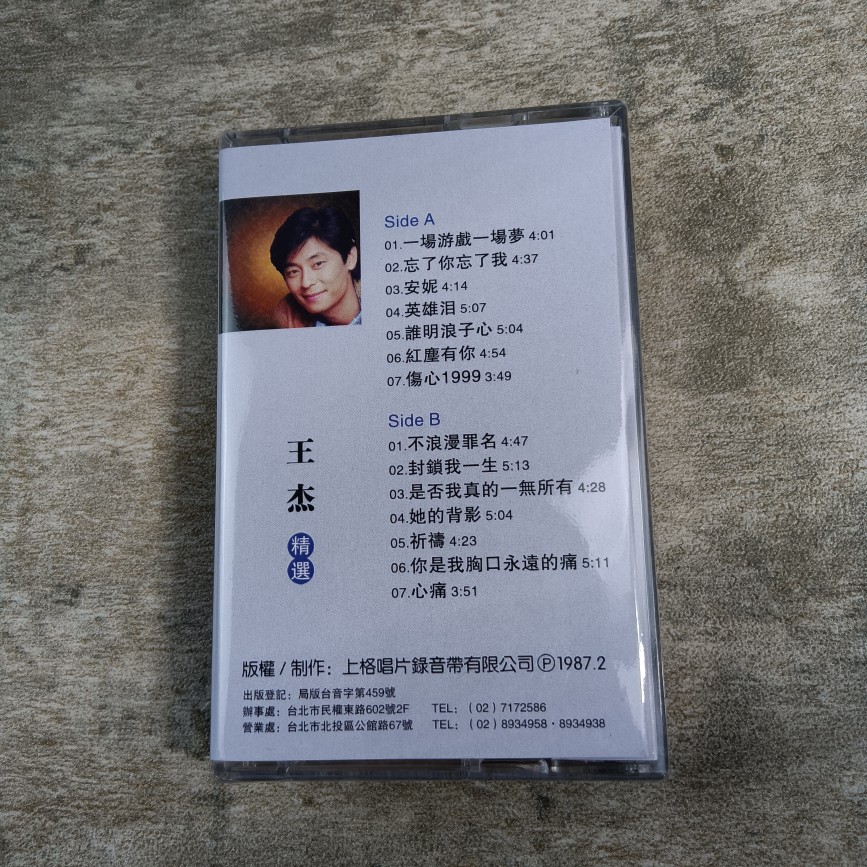 Side A
01.一場游戲一場夢 4:01
02.忘了你忘了我 4:37
03.安妮 4:14
04.英雄泪 5:07
05.誰明浪子心 5:04
06.紅塵有你 4:54
07.傷心1999 3:49
Side B
01.不浪漫罪名 4:47
02.封鎖我一生 5:13
03.是否我真的一無所有 4:28
04.她的背影 5:04
05.祈禱 4:23
06.你是我胸口永遠的痛 5:11
07.心痛 3:51
王
杰
精
選
版權 / 制作：上格唱片錄音帶有限公司Ⓟ1987.2
出版登記：局版台音字第459號
辦事處：台北市民權東路602號2F TEL:（02）7172586
營業處：台北市北投區公館路67號 TEL:（02）8934958・8934938